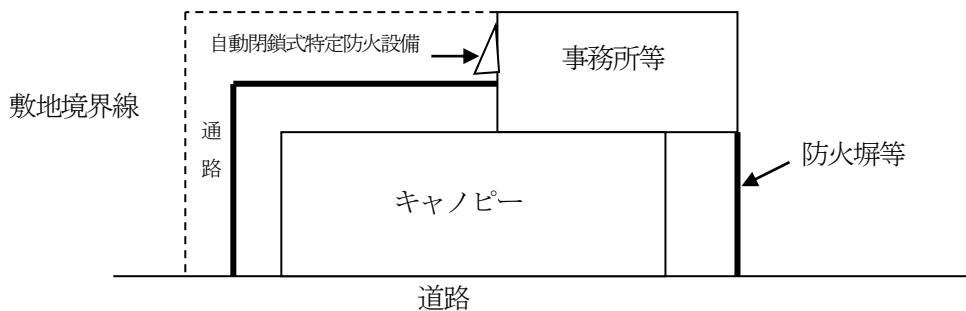 自動閉鎖式特定防火設備
事務所等
敷地境界線
通路
防火塀等
キャノピー
道路